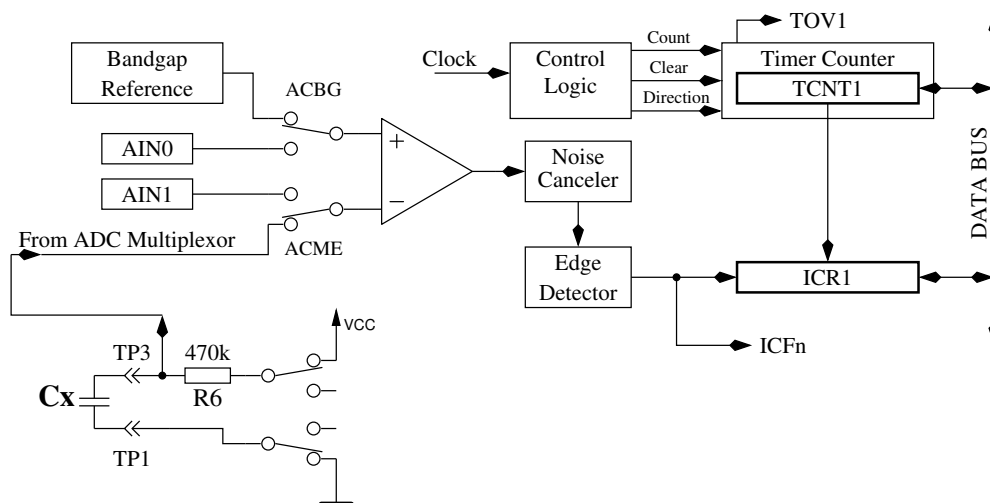 TOV1
Bandgap
Reference
Clock
Control
Logic
Count
Clear
Direction
Timer Counter
TCNT1
ACBG
AIN0
AIN1
+
−
Noise
Canceler
DATA BUS
From ADC Multiplexor
ACME
Edge
Detector
ICR1
ICFn
VCC
TP3
470k
R6
Cx
TP1